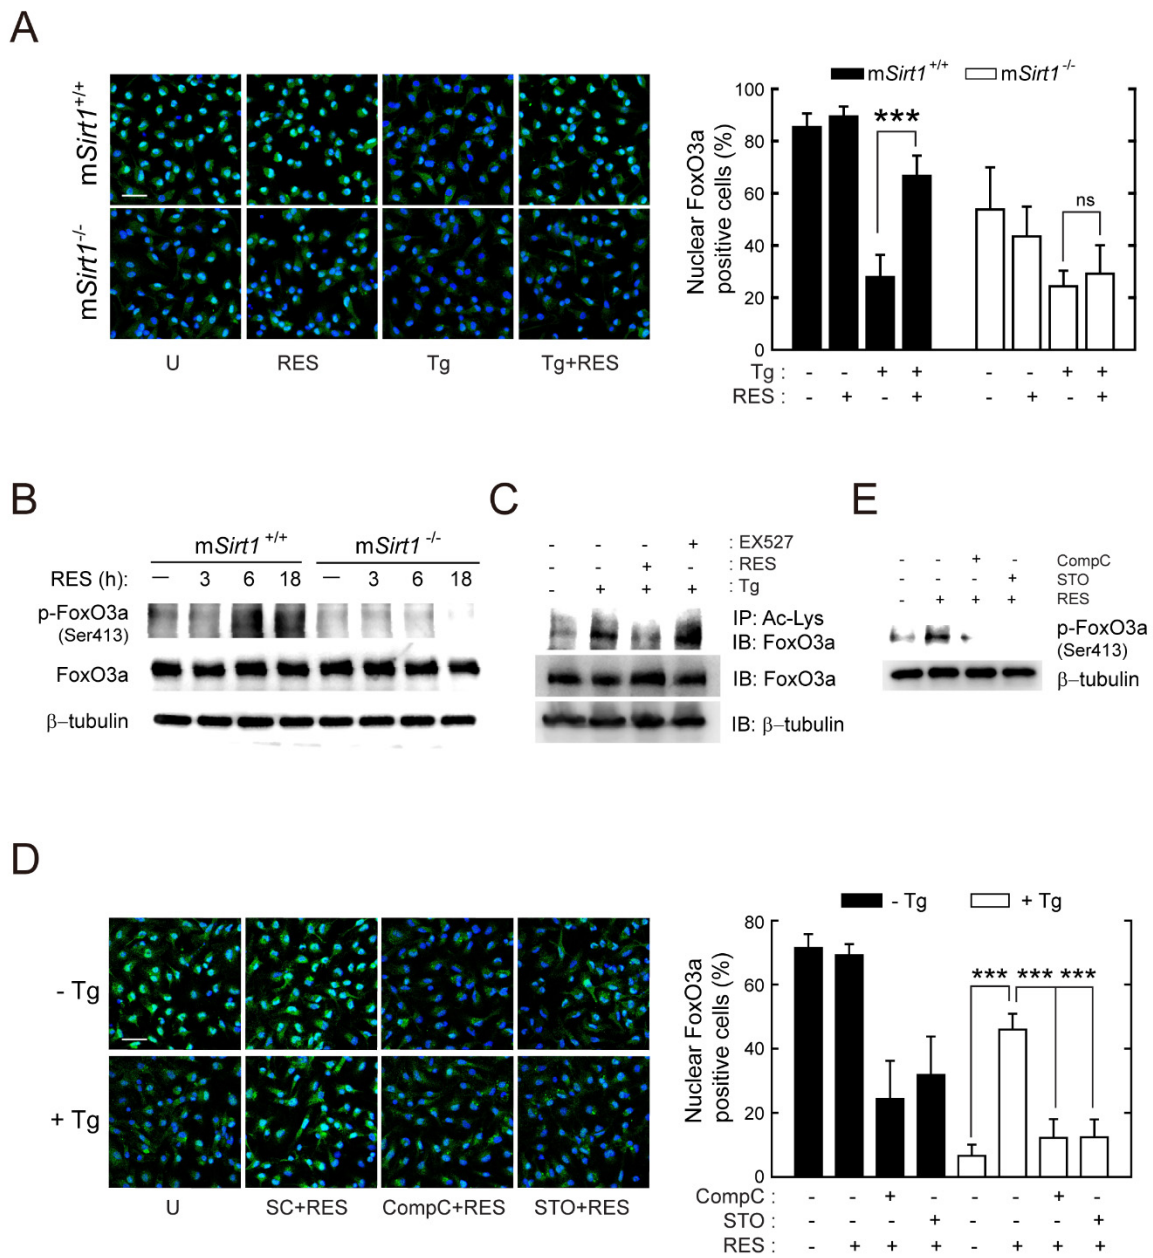 A
mSirt1+/+
mSirt1-/-
U RES Tg Tg+RES
mSirt1+/+ mSirt1-/-
Nuclear FoxO3a
positive cells (%)
100
80
60
40
20
0
*** ns
Tg : - - + + - - + +
RES : - + - + - + - +
B
mSirt1 +/+ mSirt1 -/-
RES (h): — 3 6 18 — 3 6 18
p-FoxO3a
(Ser413)
FoxO3a
β–tubulin
C
- - - + : EX527
- - + - : RES
- + + + : Tg
IP: Ac-Lys
IB: FoxO3a
IB: FoxO3a
IB: β–tubulin
E
- - + - CompC
- - - + STO
- + + + RES
p-FoxO3a
(Ser413)
β–tubulin
D
- Tg
+ Tg
U SC+RES CompC+RES STO+RES
- Tg + Tg
Nuclear FoxO3a
positive cells (%)
80
60
40
20
0
*** *** ***
CompC : - - + - - - + -
STO : - - - + - - - +
RES : - + + + - + + +